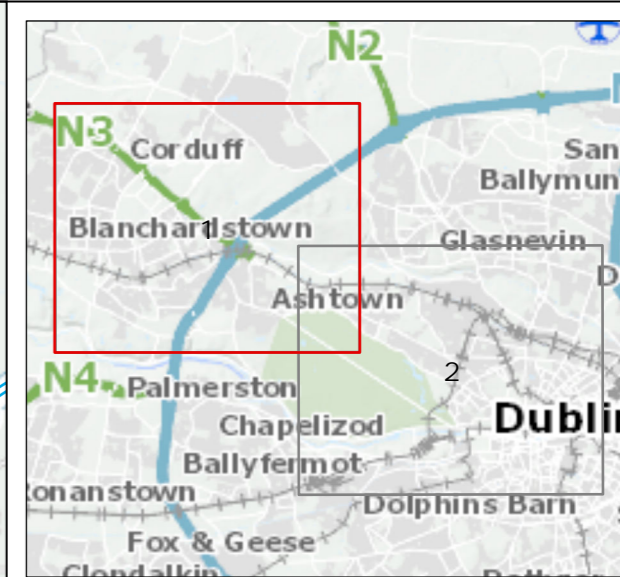 N2
N3
Corduff
San
Ballymun
Blanchardstown
1
Glasnevin
D
Ashtown
2
N4
Palmerston
Dublin
Chapelizod
Ballyfermot
Ronanstown
Dolphins Barn
Fox & Geese
Clondalkin